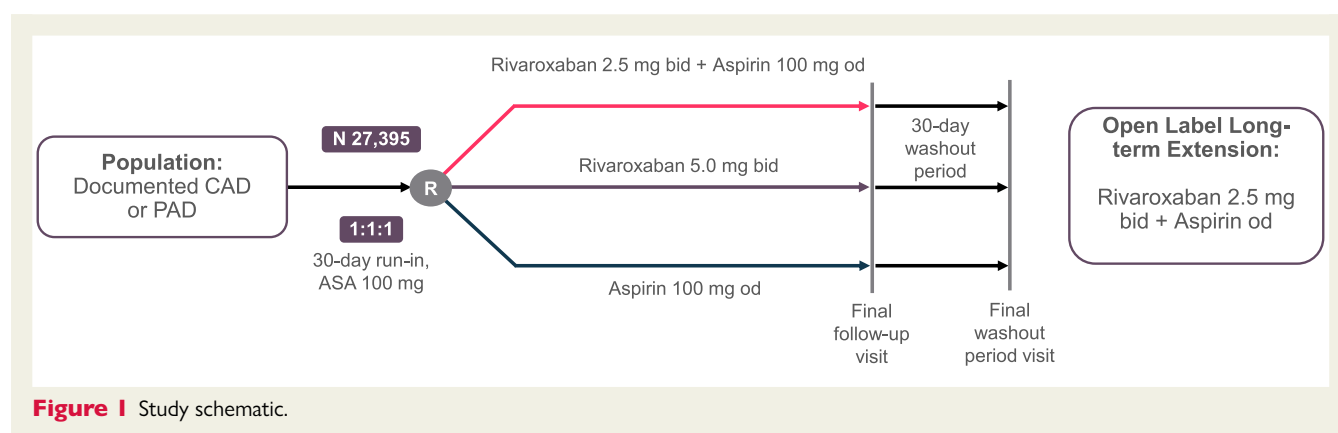 Rivaroxaban 2.5 mg bid + Aspirin 100 mg od
N 27,395
Population:
Documented CAD
or PAD
R
1:1:1
30-day run-in,
ASA 100 mg
Rivaroxaban 5.0 mg bid
Aspirin 100 mg od
30-day
washout
period
Final
follow-up
visit
Final
washout
period visit
Open Label Long-
term Extension:
Rivaroxaban 2.5 mg
bid + Aspirin od
Figure 1 Study schematic.